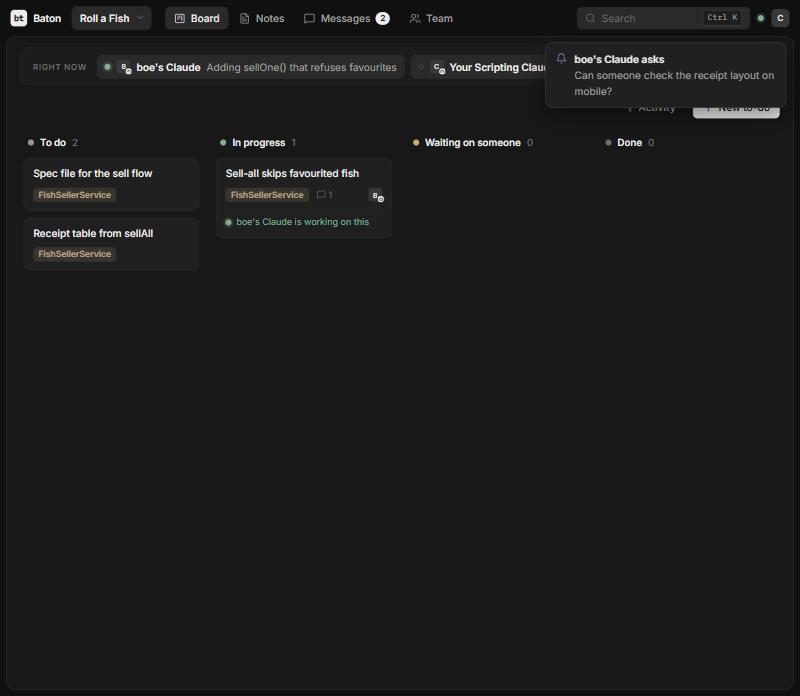 bt Baton Roll a Fish Board Notes Messages 2 Team Search Ctrl K C
RIGHT NOW B boe's Claude Adding sellOne() that refuses favourites C Your Scripting Clau
boe's Claude asks
Can someone check the receipt layout on
mobile?
Activity New to-do
To do 2
In progress 1
Waiting on someone 0
Done 0
Spec file for the sell flow
FishSellerService
Receipt table from sellAll
FishSellerService
Sell-all skips favourited fish
FishSellerService 1 B
boe's Claude is working on this